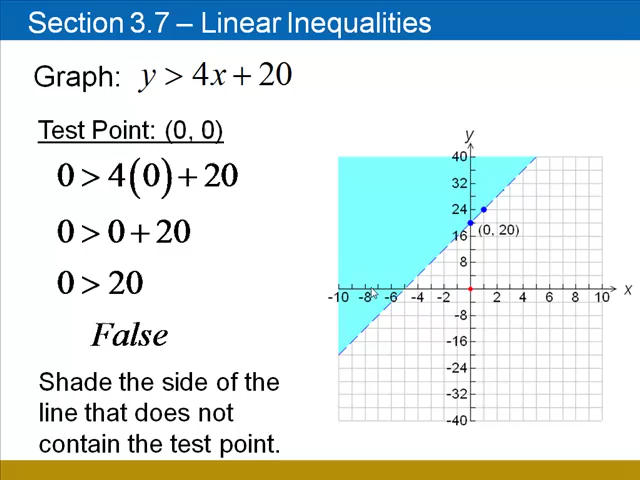 Section 3.7 – Linear Inequalities
Graph: y > 4x + 20
Test Point: (0, 0)
0 > 4(0) + 20
0 > 0 + 20
0 > 20
False
Shade the side of the
line that does not
contain the test point.
y
40
32
24
16
(0, 20)
8
-10 -8 -6 -4 -2 2 4 6 8 10 x
-8
-16
-24
-32
-40